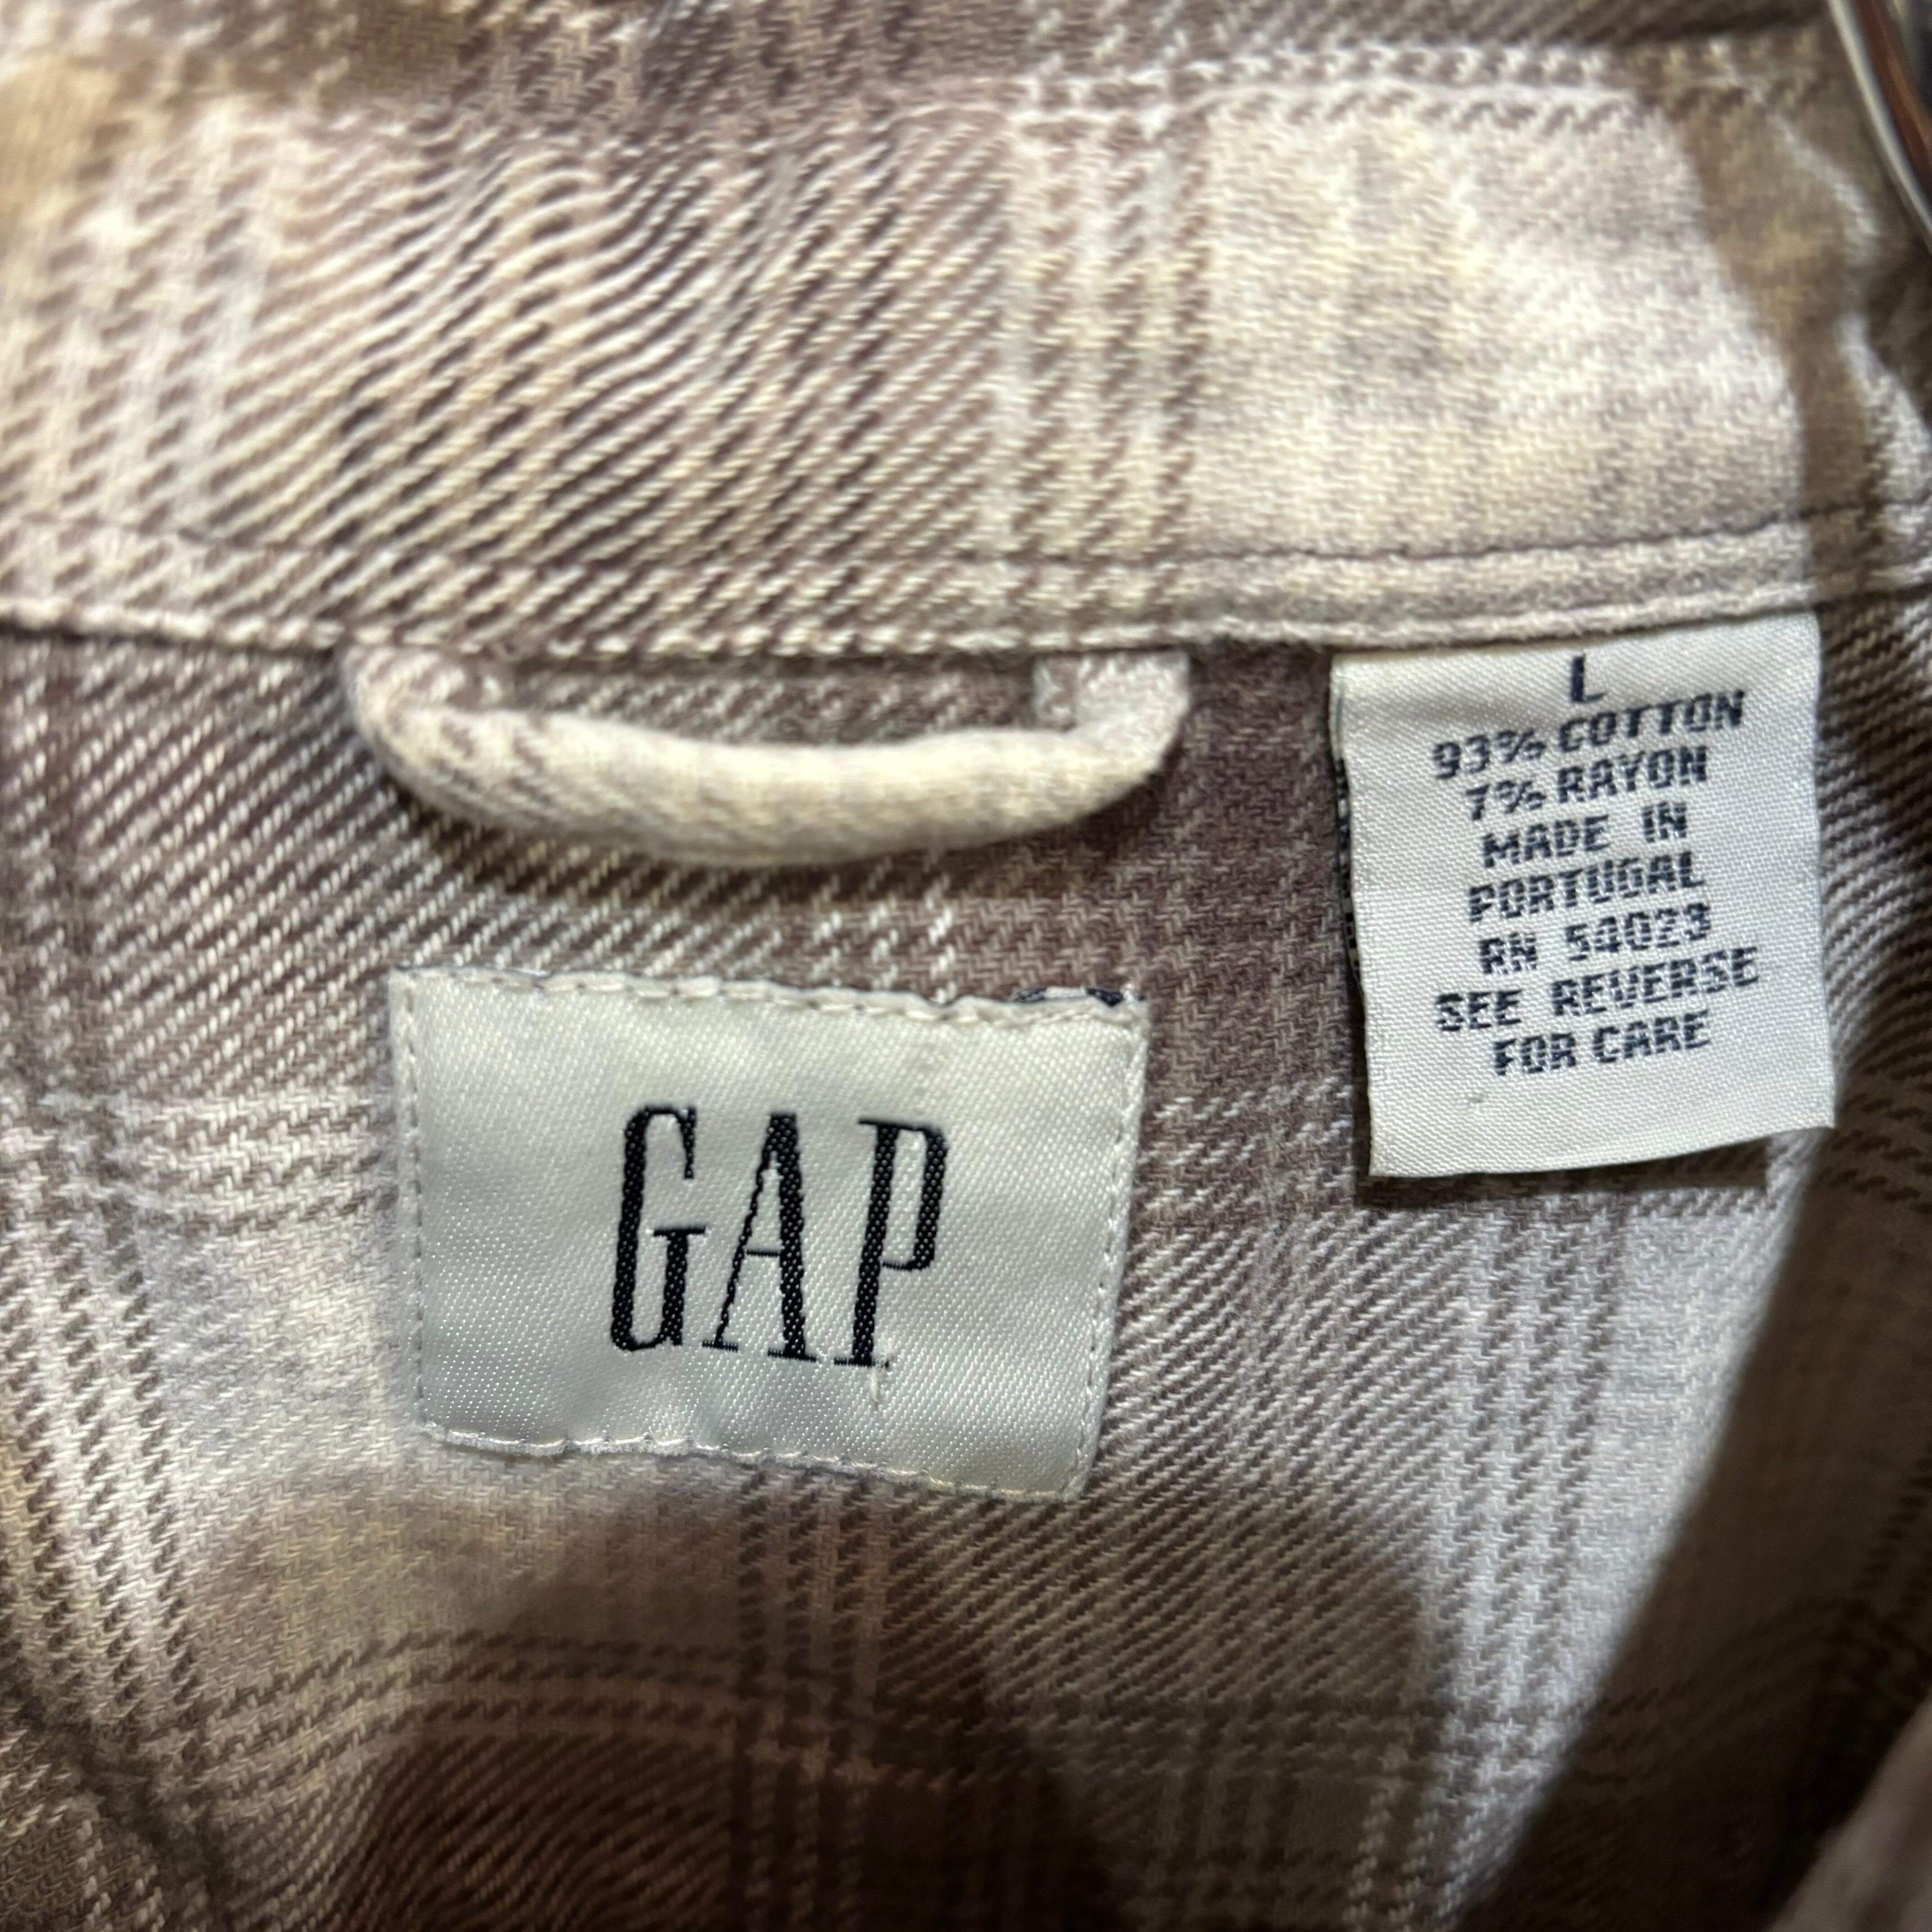 L
93% COTTON
7% RAYON
MADE IN
PORTUGAL
RN 54023
SEE REVERSE
FOR CARE
GAP